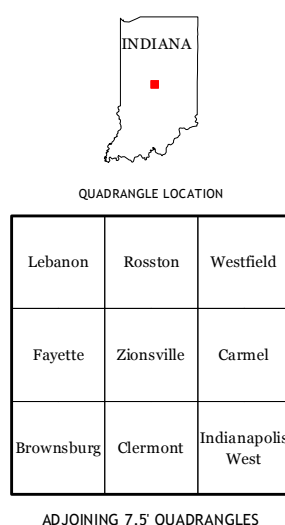 INDIANA
QUADRANGLE LOCATION
Lebanon Rosston Westfield
Fayette Zionsville Carmel
Brownsburg Clermont Indianapolis West
ADJOINING 7.5' QUADRANGLES